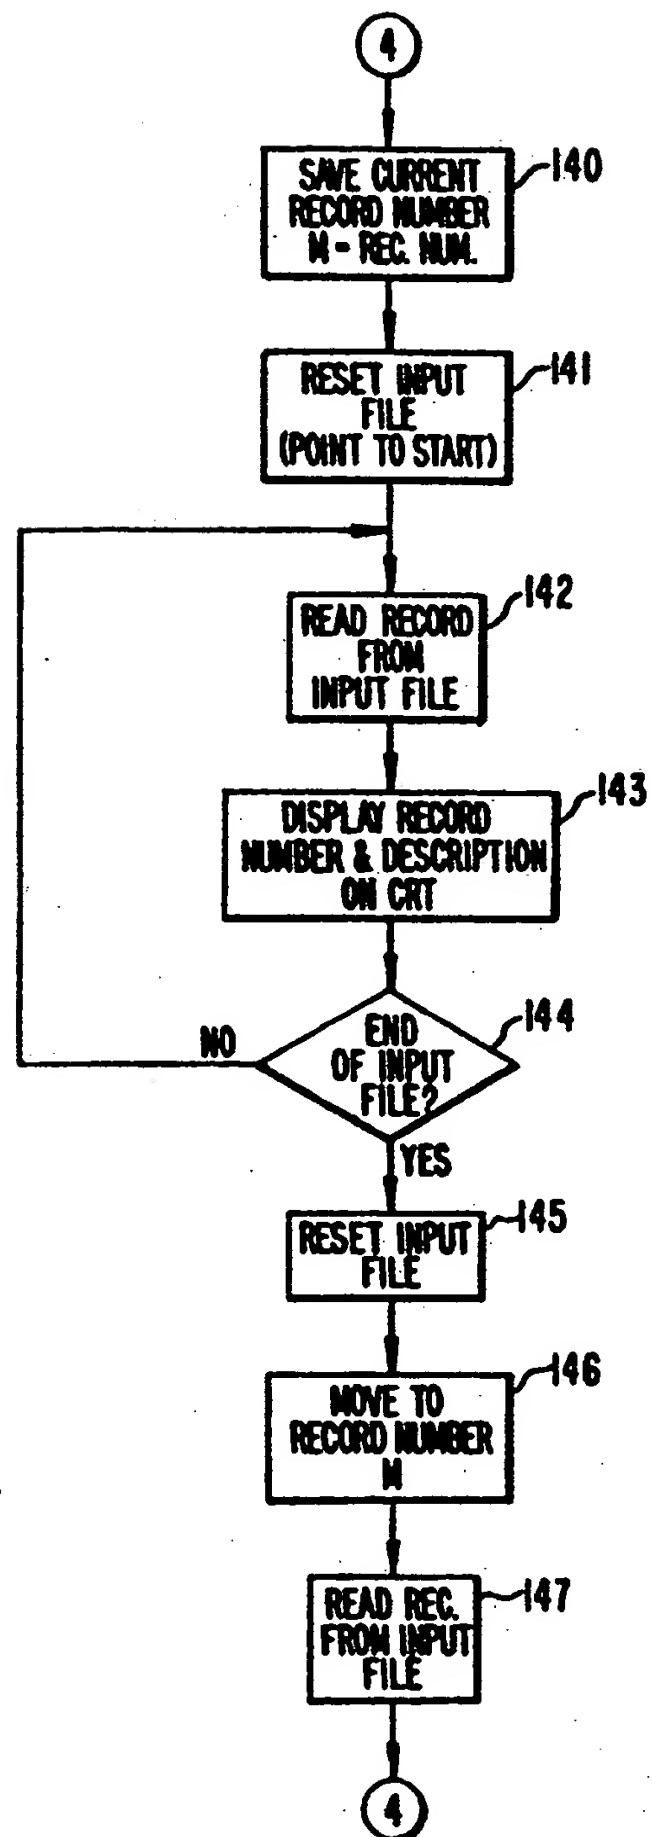 4
SAVE CURRENT
RECORD NUMBER
M = REC. NUM.
140
RESET INPUT
FILE
(POINT TO START)
141
READ RECORD
FROM
INPUT FILE
142
DISPLAY RECORD
NUMBER & DESCRIPTION
ON CRT
143
END
OF INPUT
FILE?
144
NO
YES
RESET INPUT
FILE
145
MOVE TO
RECORD NUMBER
M
146
READ REC.
FROM INPUT
FILE
147
4